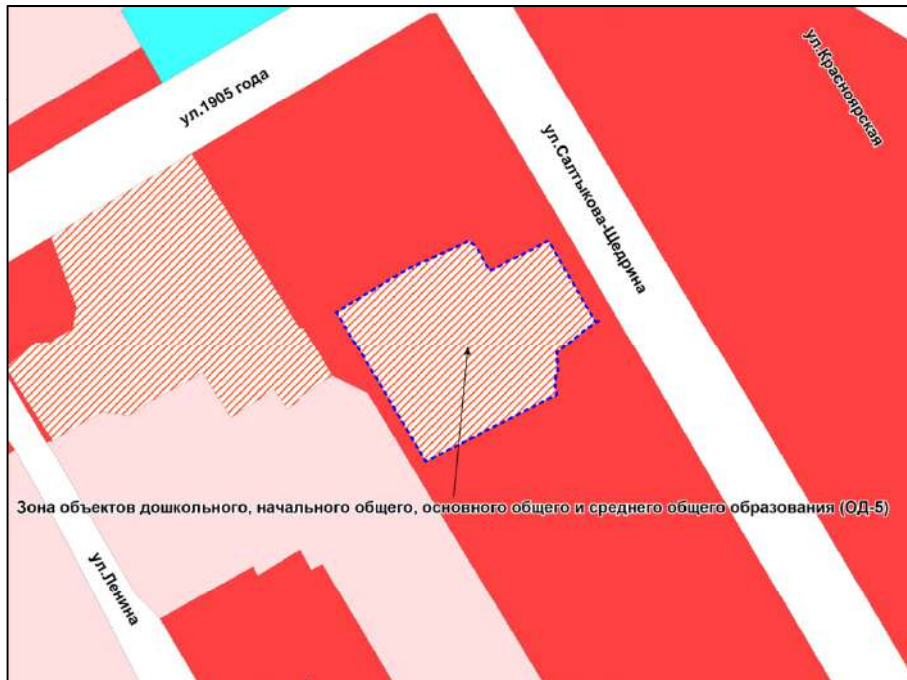 ул.1905 года
ул.Красноярская
ул.Салтыкова-Щедрина
Зона объектов дошкольного, начального общего, основного общего и среднего общего образования (ОД-5)
ул.Ленина